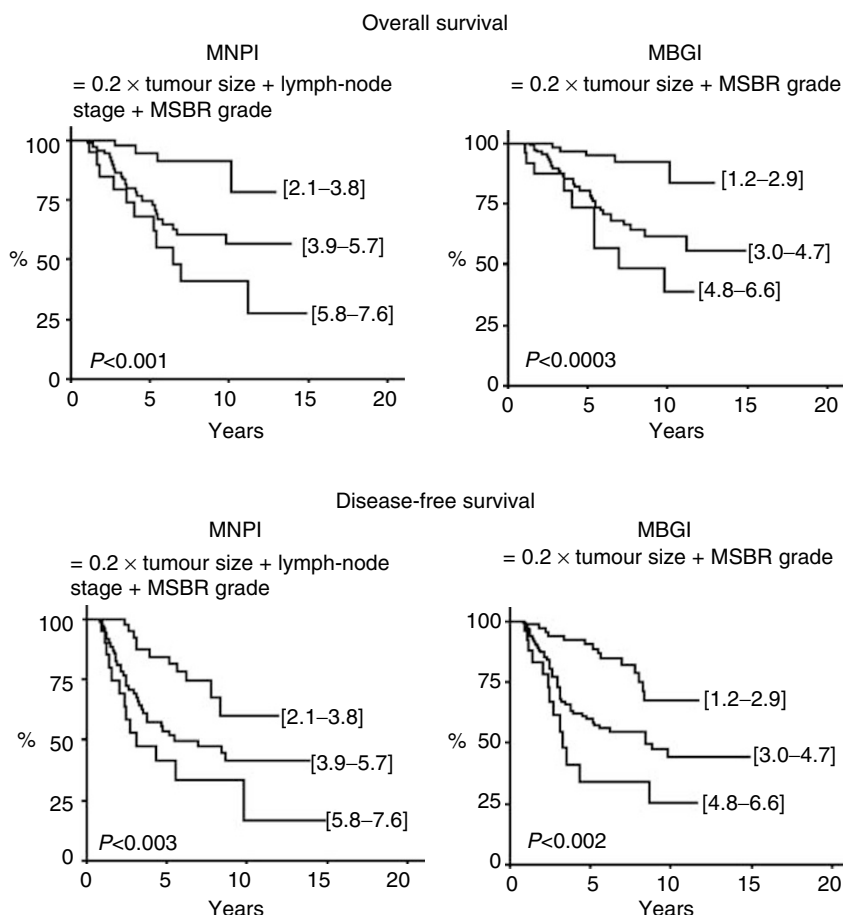 Overall survival
MNPI
= 0.2 × tumour size + lymph-node
stage + MSBR grade
100
75
%
50
25
0
[2.1–3.8]
[3.9–5.7]
[5.8–7.6]
P<0.001
0 5 10 15 20
Years
MBGI
= 0.2 × tumour size + MSBR grade
100
75
%
50
25
0
[1.2–2.9]
[3.0–4.7]
[4.8–6.6]
P<0.0003
0 5 10 15 20
Years
Disease-free survival
MNPI
= 0.2 × tumour size + lymph-node
stage + MSBR grade
100
75
%
50
25
0
[2.1–3.8]
[3.9–5.7]
[5.8–7.6]
P<0.003
0 5 10 15 20
Years
MBGI
= 0.2 × tumour size + MSBR grade
100
75
%
50
25
0
[1.2–2.9]
[3.0–4.7]
[4.8–6.6]
P<0.002
0 5 10 15 20
Years